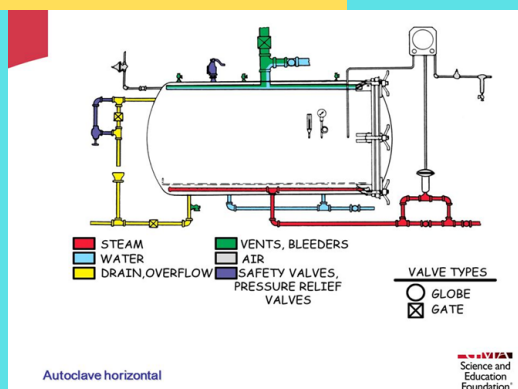 STEAM
WATER
DRAIN,OVERFLOW
VENTS, BLEEDERS
AIR
SAFETY VALVES,
PRESSURE RELIEF
VALVES
VALVE TYPES
GLOBE
GATE
Autoclave horizontal
Science and
Education
Foundation